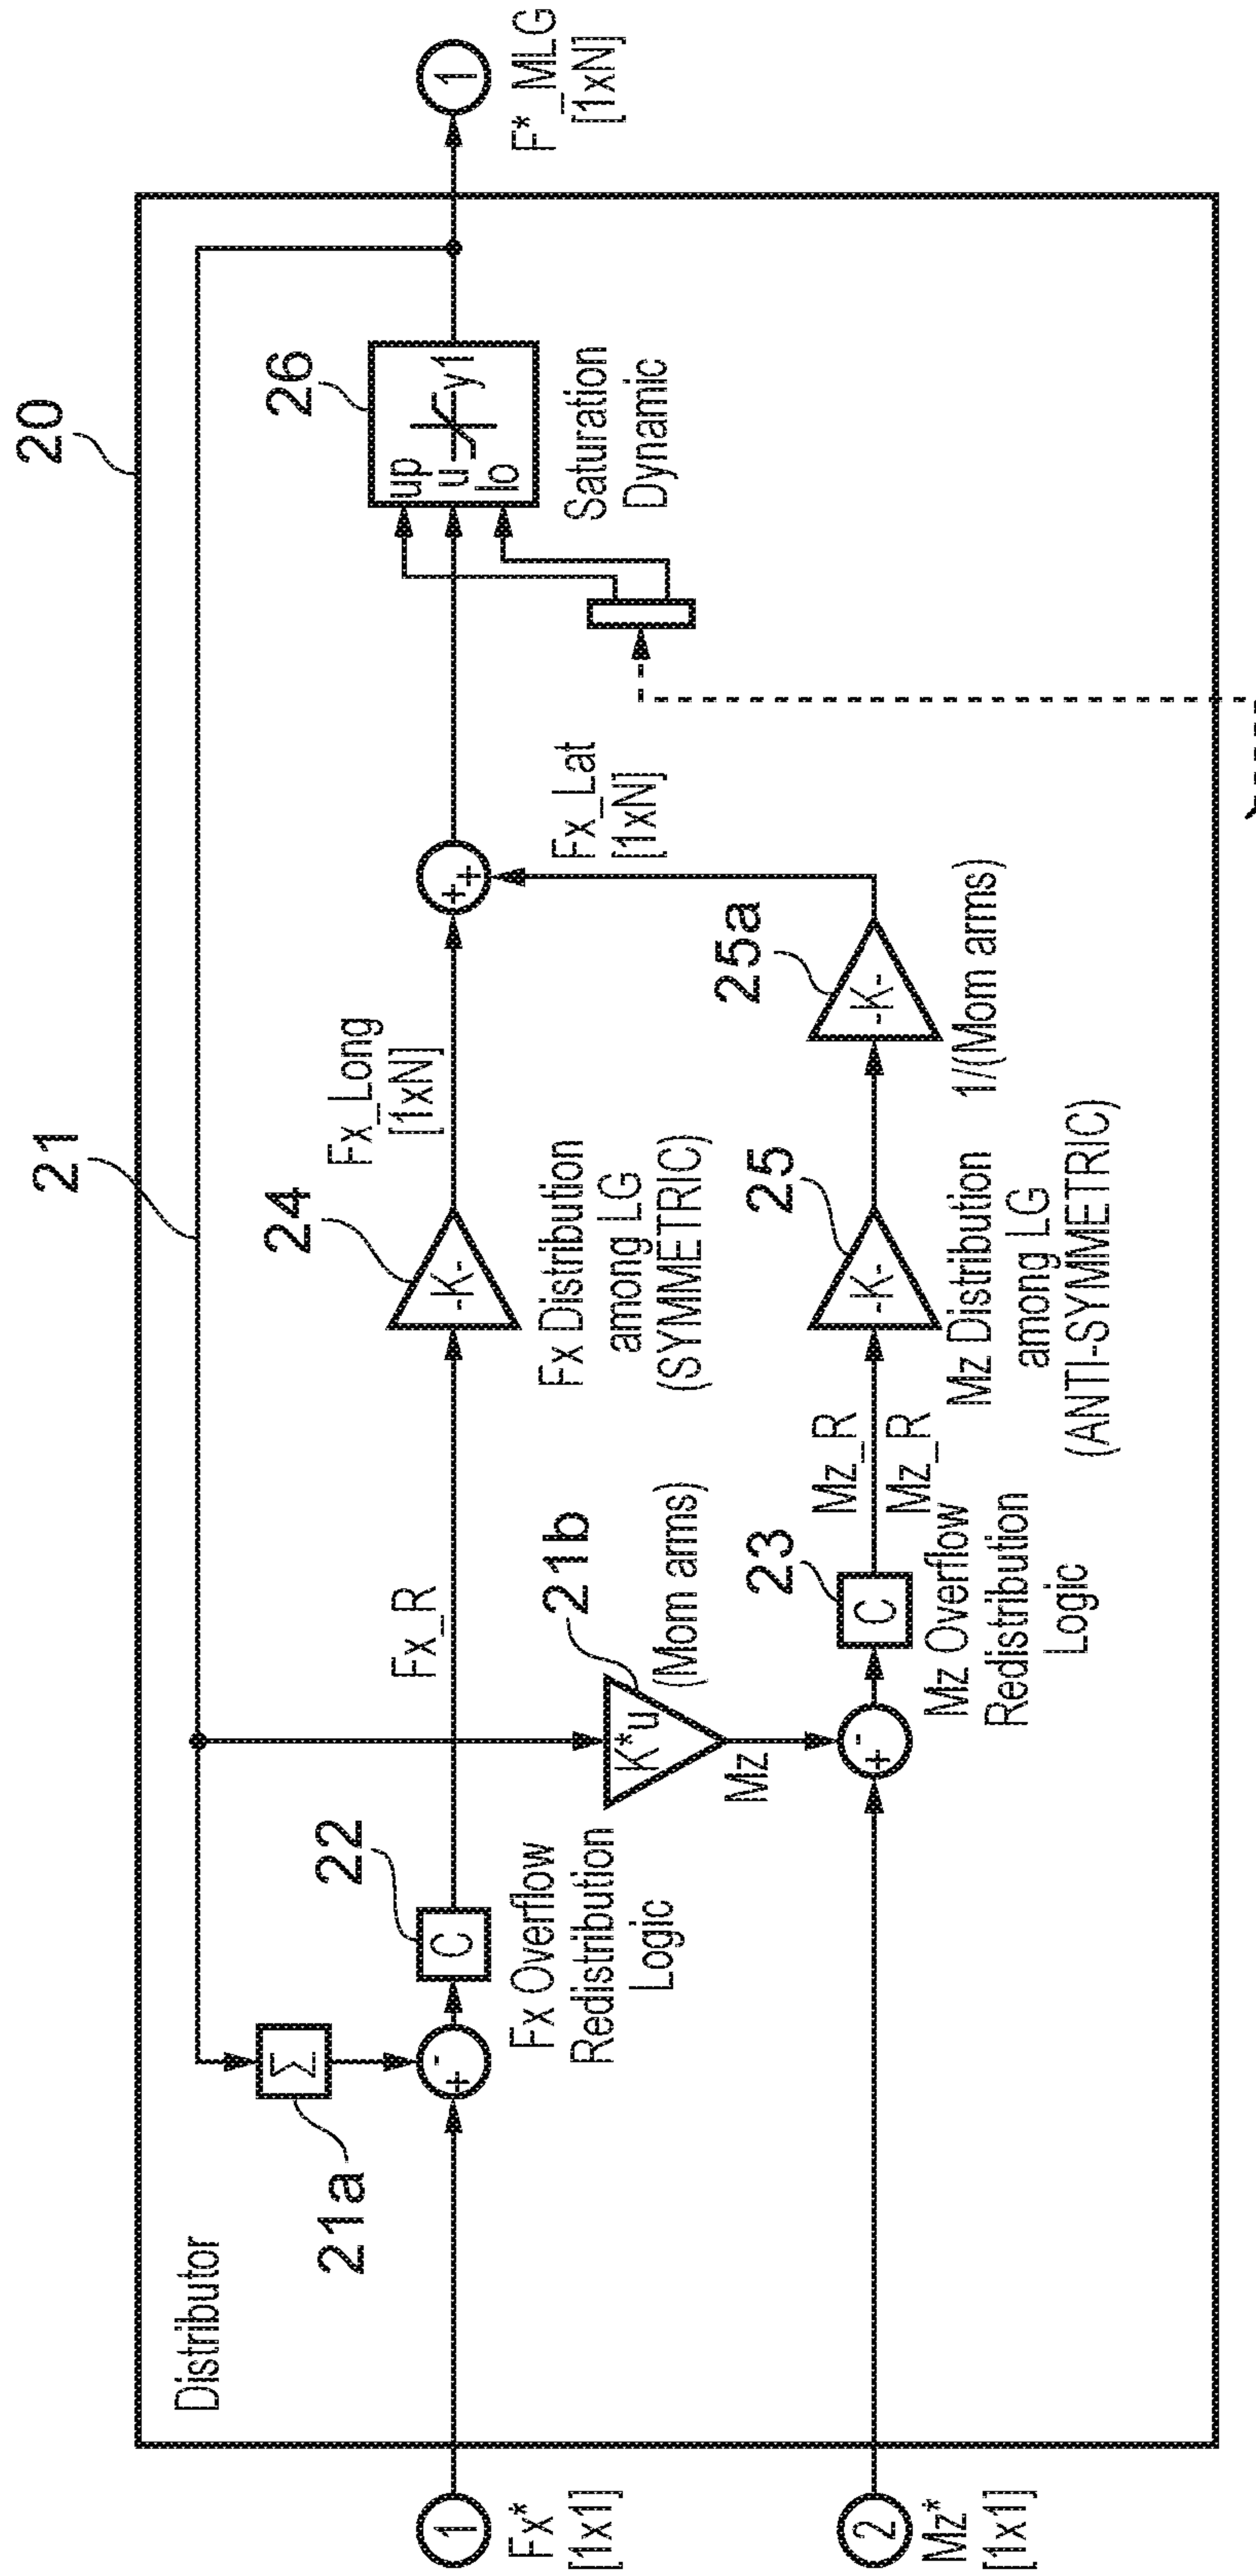 20
21
Distributor
21a
Σ
1
Fx*
[1x1]
+
-
22
C
Fx Overflow
Redistribution
Logic
Fx_R
24
-K-
Fx Distribution
among LG
(SYMMETRIC)
Fx_Long
[1xN]
+
+
26
up
u
lo
y1
Saturation
Dynamic
1
F*_MLG
[1xN]
K*u
21b
(Mom arms)
Mz
2
Mz*
[1x1]
+
-
23
C
Mz Overflow
Redistribution
Logic
Mz_R
Mz_R
25
-K-
Mz Distribution
among LG
(ANTI-SYMMETRIC)
25a
-K-
1/(Mom arms)
Fx_Lat
[1xN]